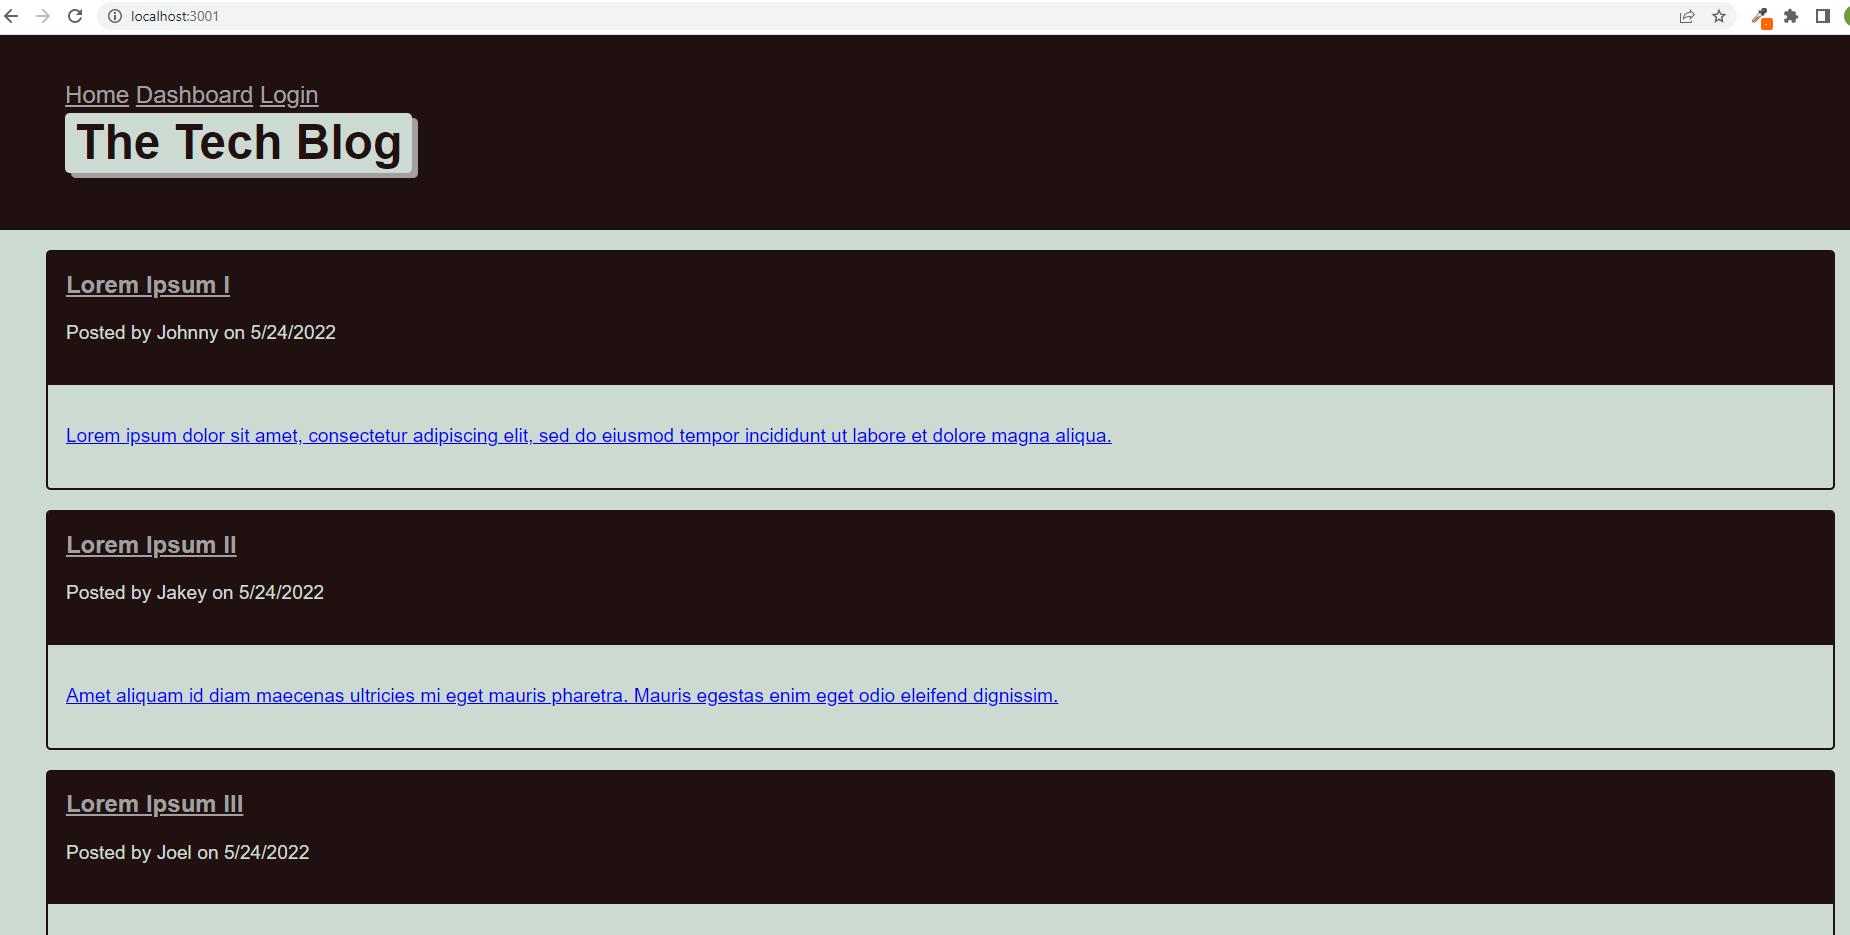 localhost:3001
Home Dashboard Login
The Tech Blog
Lorem Ipsum I
Posted by Johnny on 5/24/2022
Lorem ipsum dolor sit amet, consectetur adipiscing elit, sed do eiusmod tempor incididunt ut labore et dolore magna aliqua.
Lorem Ipsum II
Posted by Jakey on 5/24/2022
Amet aliquam id diam maecenas ultricies mi eget mauris pharetra. Mauris egestas enim eget odio eleifend dignissim.
Lorem Ipsum III
Posted by Joel on 5/24/2022